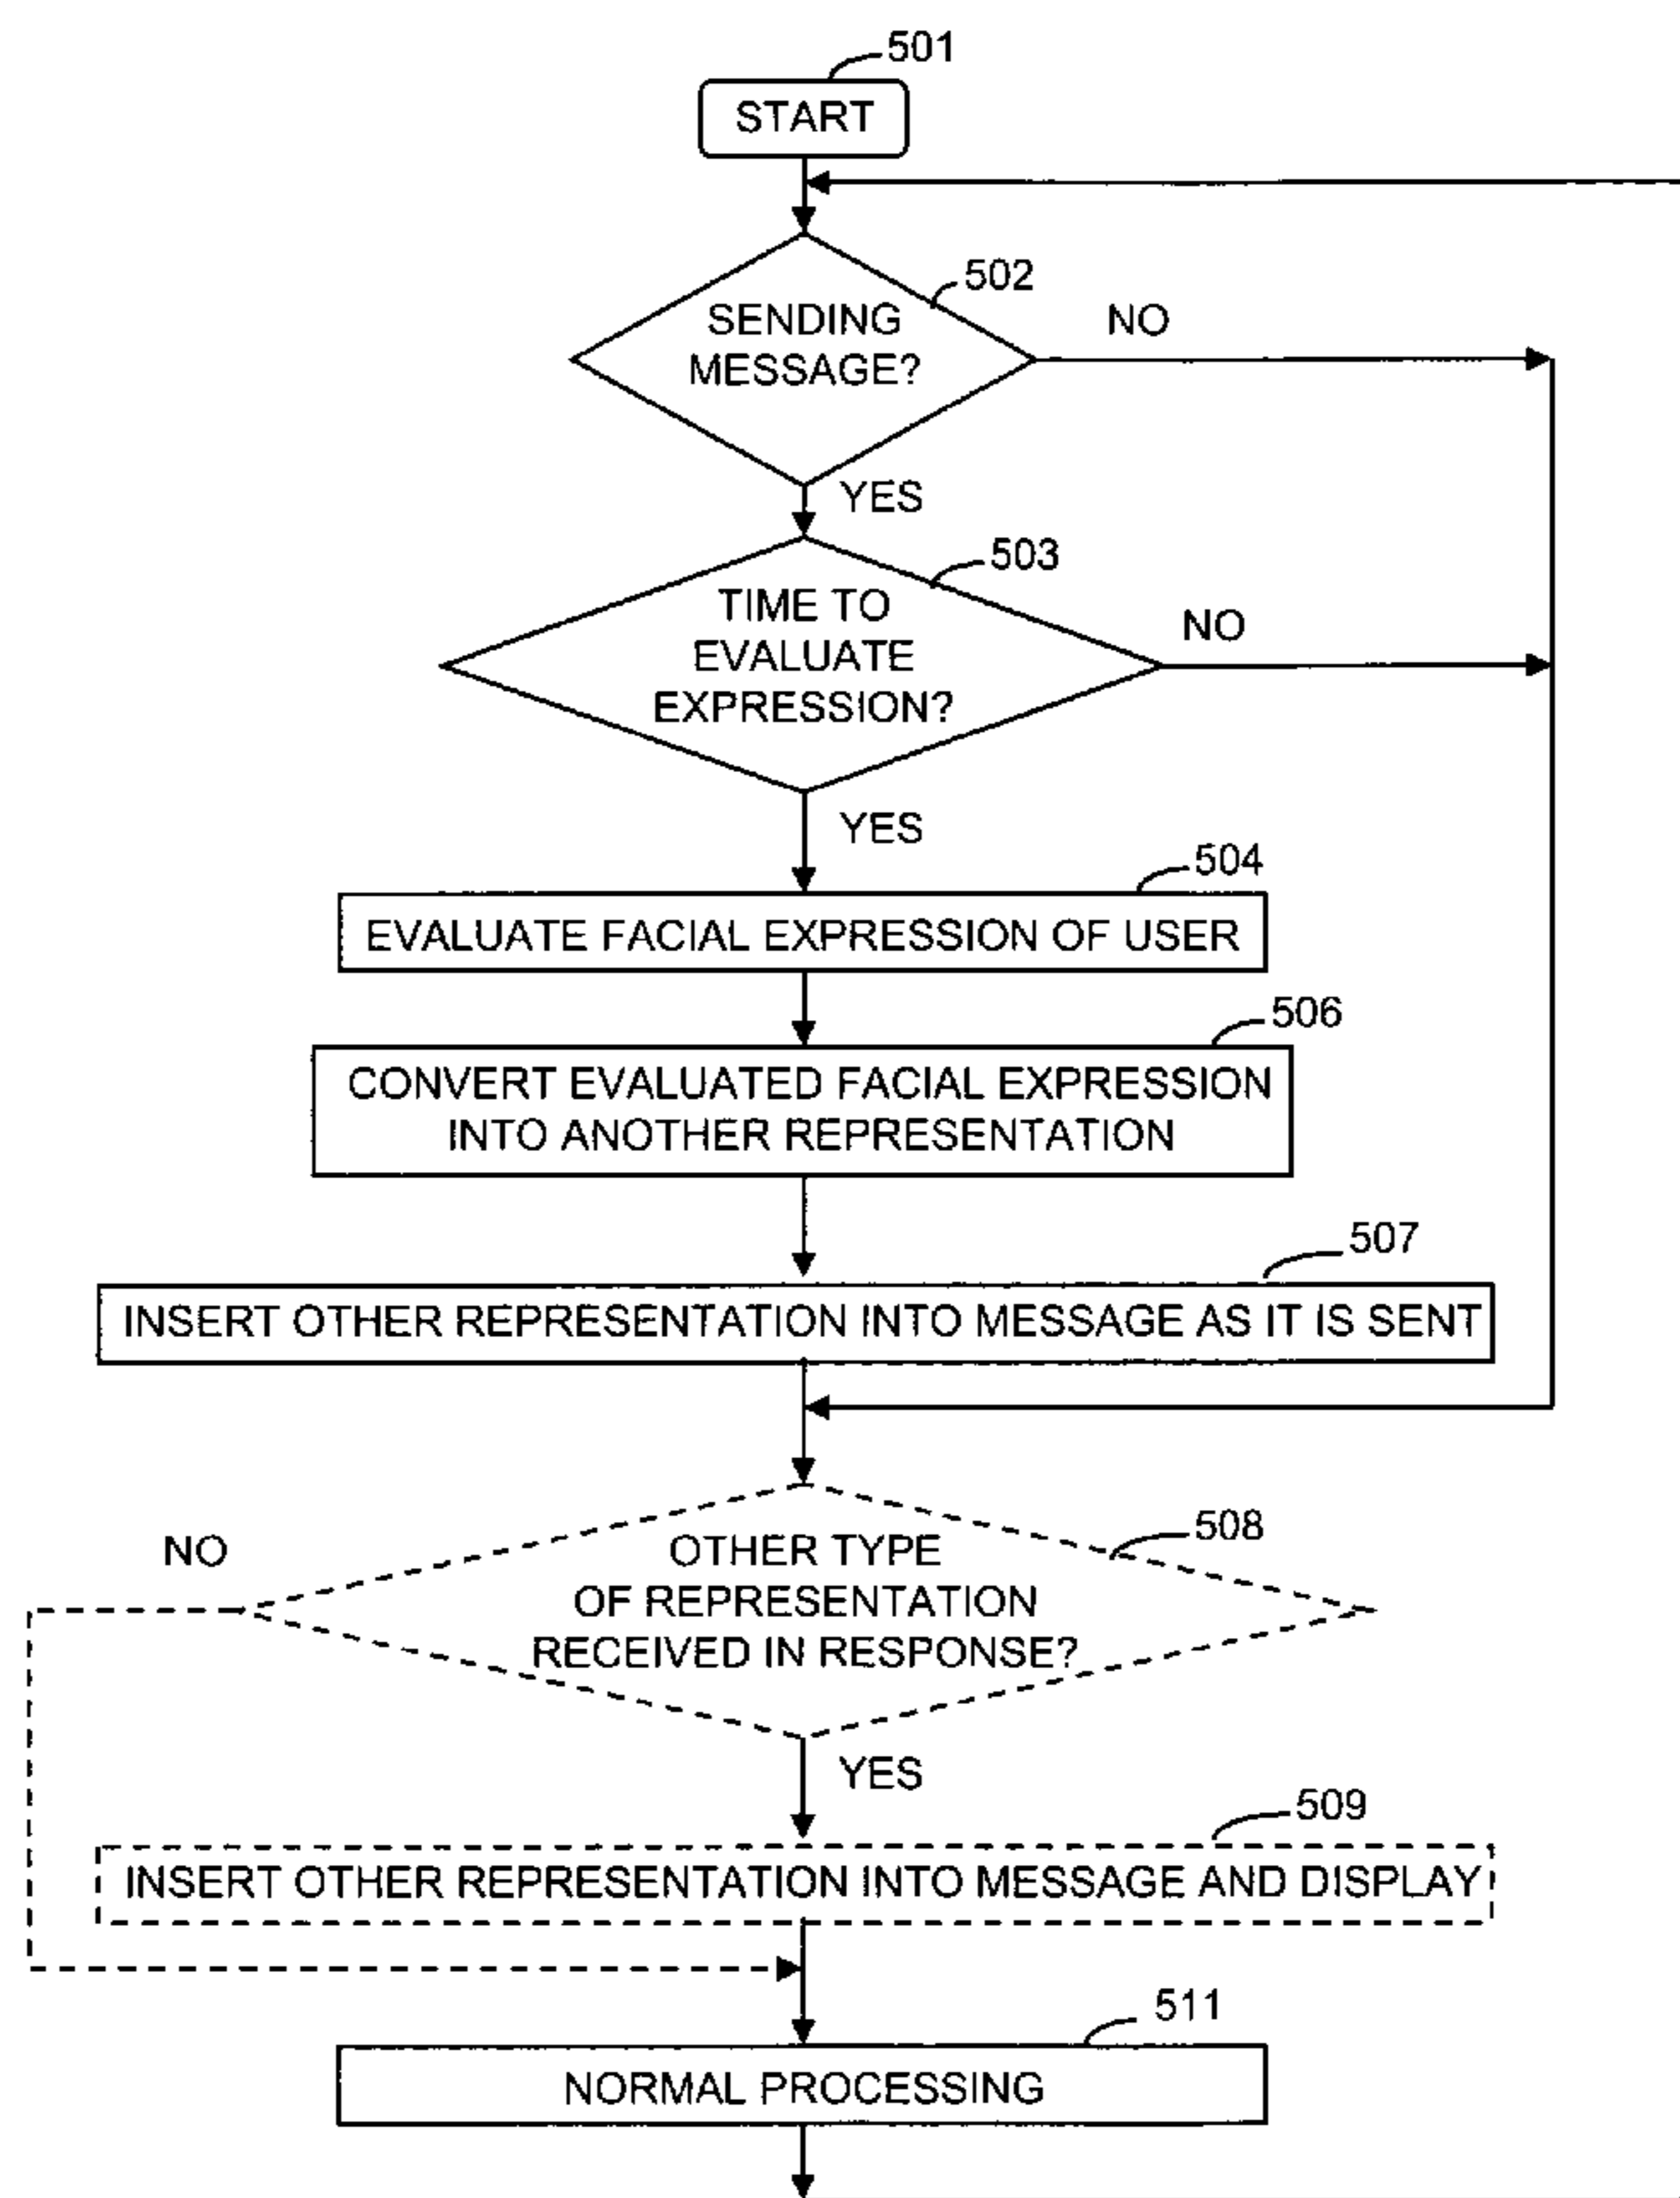 501
START
502
SENDING
MESSAGE?
NO
YES
503
TIME TO
EVALUATE
EXPRESSION?
NO
YES
504
EVALUATE FACIAL EXPRESSION OF USER
506
CONVERT EVALUATED FACIAL EXPRESSION
INTO ANOTHER REPRESENTATION
507
INSERT OTHER REPRESENTATION INTO MESSAGE AS IT IS SENT
508
NO
OTHER TYPE
OF REPRESENTATION
RECEIVED IN RESPONSE?
YES
509
INSERT OTHER REPRESENTATION INTO MESSAGE AND DISPLAY
511
NORMAL PROCESSING